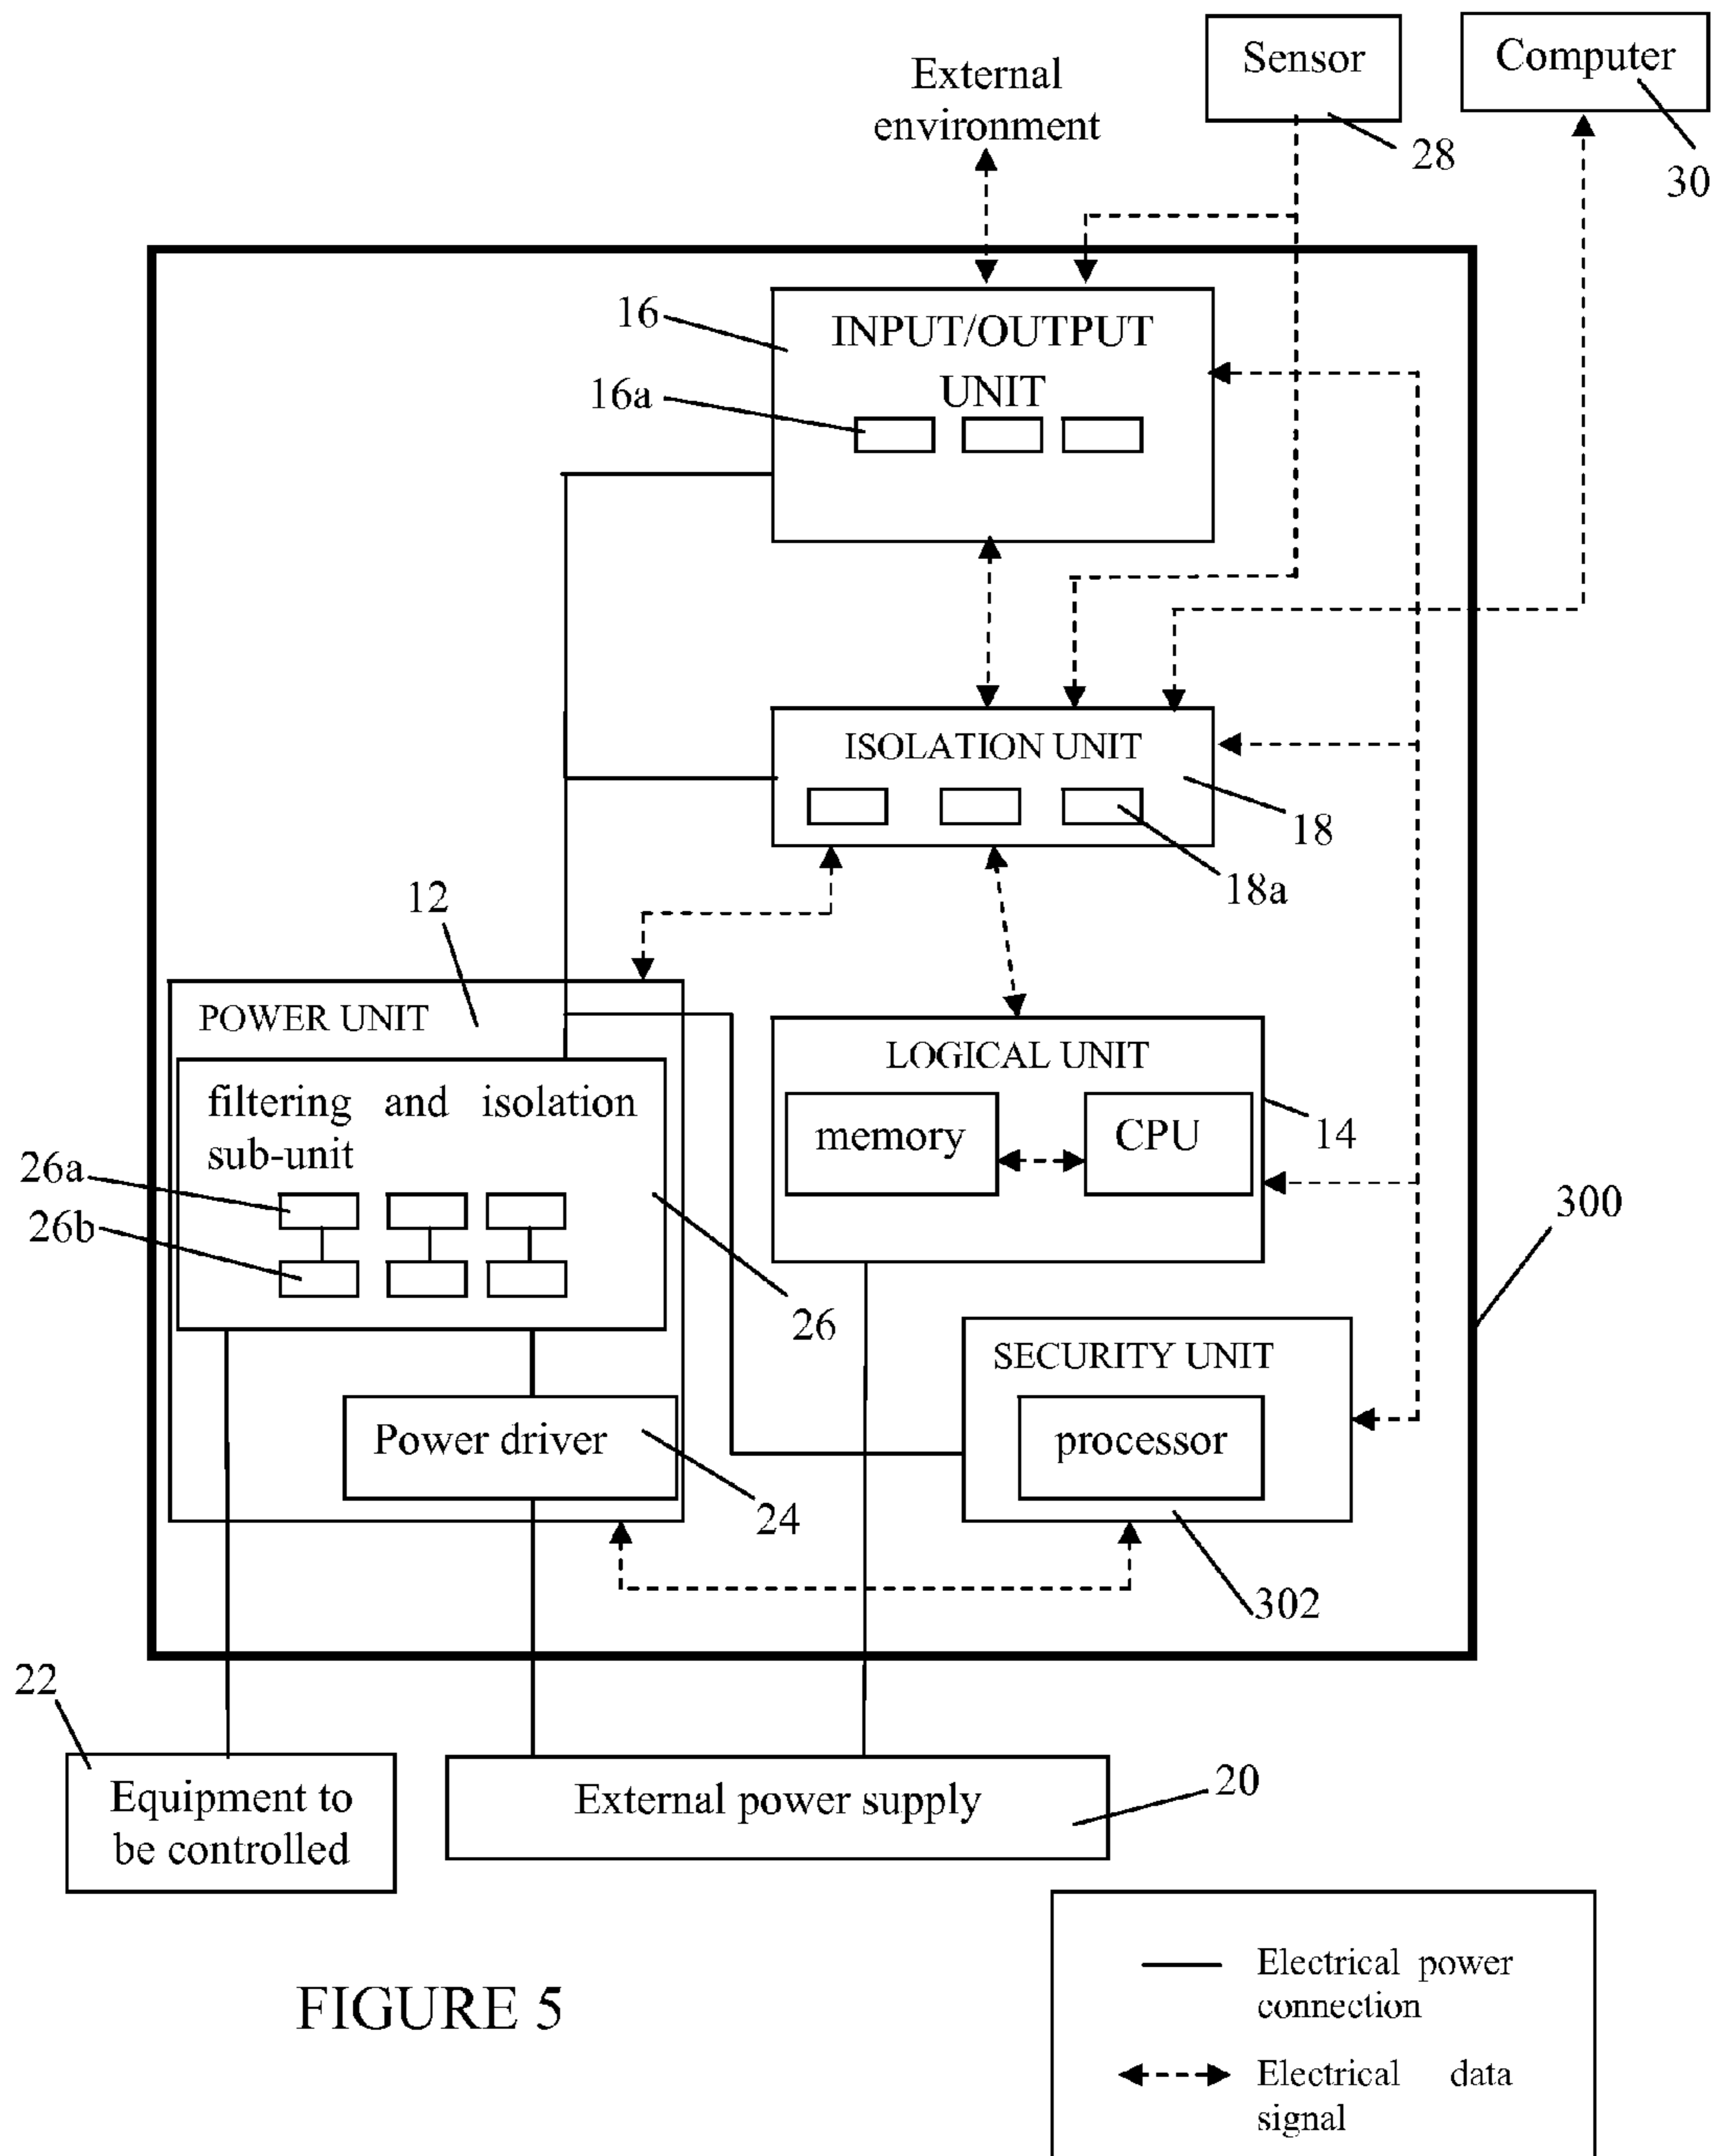 Sensor
Computer
External
environment
28
30
16
INPUT/OUTPUT
UNIT
16a
ISOLATION UNIT
18
18a
12
POWER UNIT
LOGICAL UNIT
filtering and isolation
sub-unit
memory
CPU
14
26a
26b
300
26
SECURITY UNIT
Power driver
processor
24
302
22
Equipment to
be controlled
External power supply
20
FIGURE 5
Electrical power
connection
Electrical data
signal